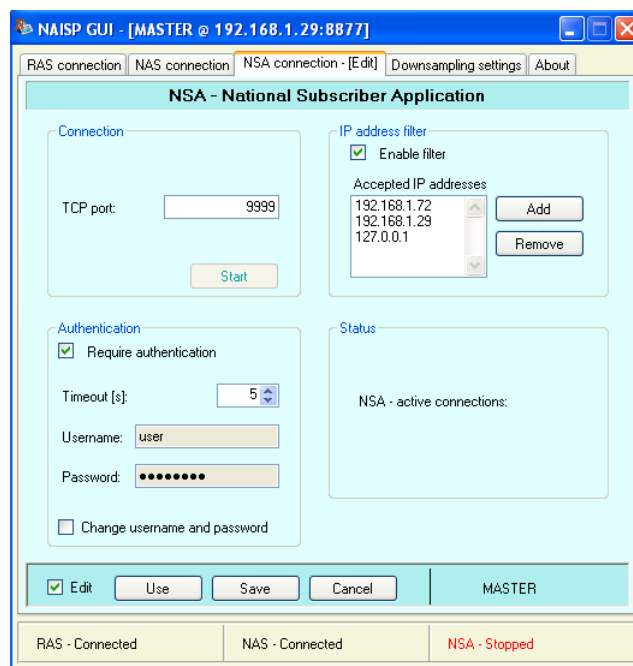 NAISP GUI - [MASTER @ 192.168.1.29:8877]
RAS connection NAS connection NSA connection - [Edit] Downsampling settings About
NSA - National Subscriber Application
Connection
TCP port: 9999
Start
IP address filter
Enable filter
Accepted IP addresses
192.168.1.72
192.168.1.29
127.0.0.1
Add
Remove
Authentication
Require authentication
Timeout [s]: 5
Username: user
Password: ●●●●●●●●
Change username and password
Status
NSA - active connections:
Edit Use Save Cancel MASTER
RAS - Connected NAS - Connected NSA - Stopped